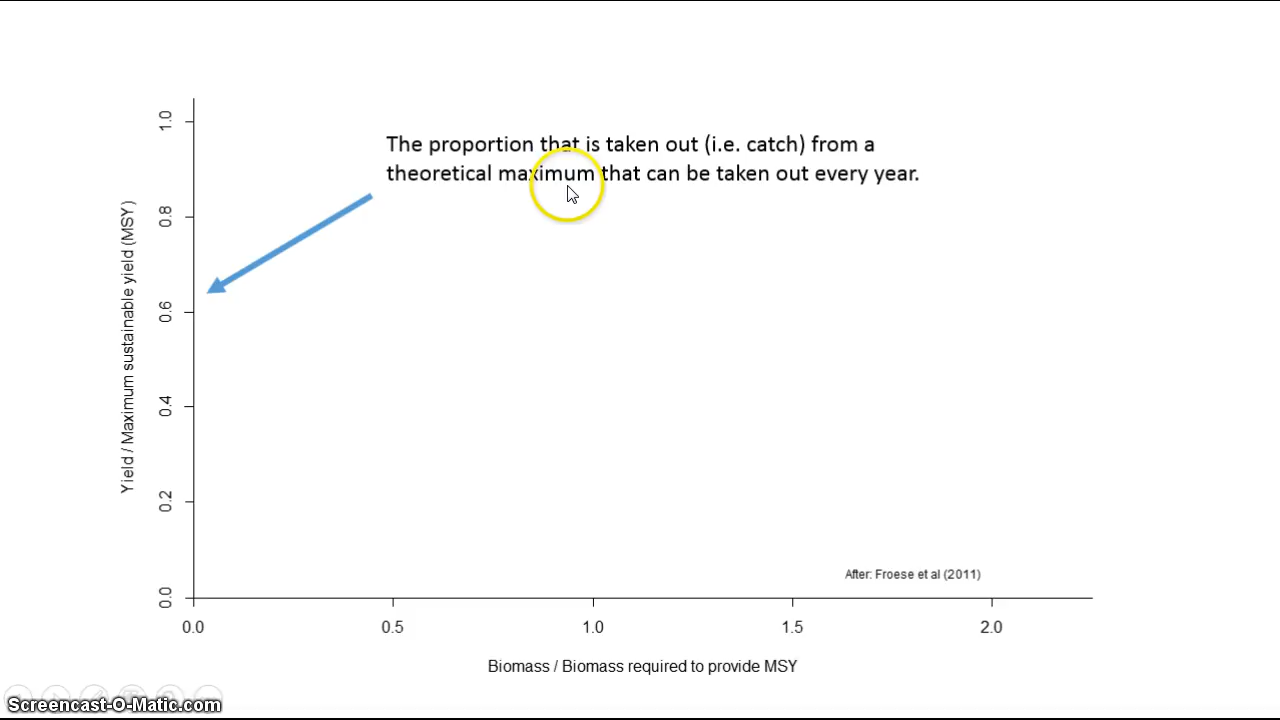 The proportion that is taken out (i.e. catch) from a
theoretical maximum that can be taken out every year.
Yield / Maximum sustainable yield (MSY)
1.0
0.8
0.6
0.4
0.2
0.0
After: Froese et al (2011)
0.0 0.5 1.0 1.5 2.0
Biomass / Biomass required to provide MSY
Screencast-O-Matic.com